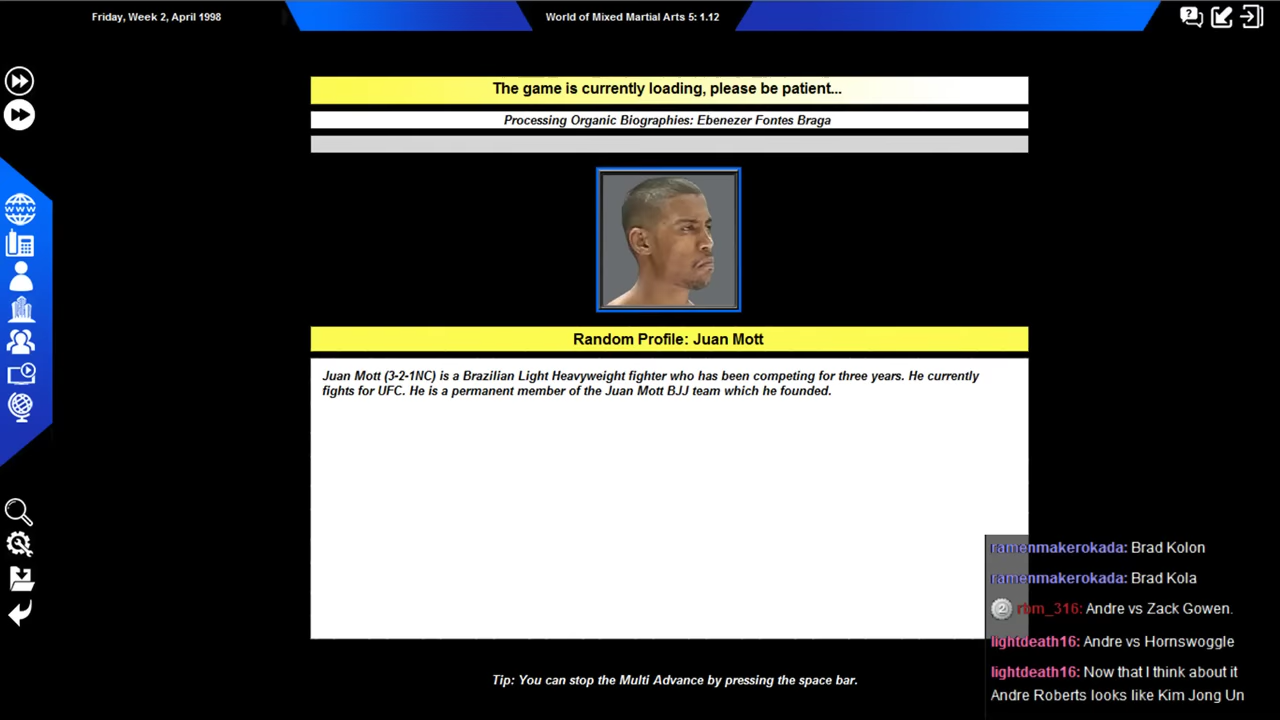 Friday, Week 2, April 1998
World of Mixed Martial Arts 5: 1.12
The game is currently loading, please be patient...
Processing Organic Biographies: Ebenezer Fontes Braga
Random Profile: Juan Mott
Juan Mott (3-2-1NC) is a Brazilian Light Heavyweight fighter who has been competing for three years. He currently
fights for UFC. He is a permanent member of the Juan Mott BJJ team which he founded.
Tip: You can stop the Multi Advance by pressing the space bar.
WWW
ramenmakerokada: Brad Kolon
ramenmakerokada: Brad Kola
2 rbm_316: Andre vs Zack Gowen.
lightdeath16: Andre vs Hornswoggle
lightdeath16: Now that I think about it
Andre Roberts looks like Kim Jong Un